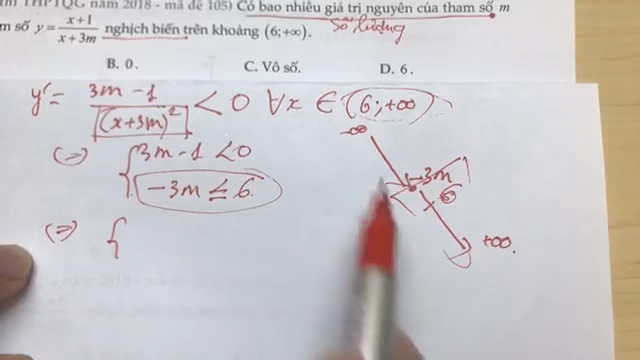 THPTQG năm 2018 - mã đề 105) Có bao nhiêu giá trị nguyên của tham số m
m số y = x+1 / x+3m nghịch biến trên khoảng (6;+∞). Số lượng
B. 0. C. Vô số. D. 6.
y' = 3m - 1 / (x+3m)² < 0 ∀x ∈ (6;+∞)
(=) { 3m - 1 < 0
-3m ≤ 6
(=) {
-∞
-3m
6
+∞.